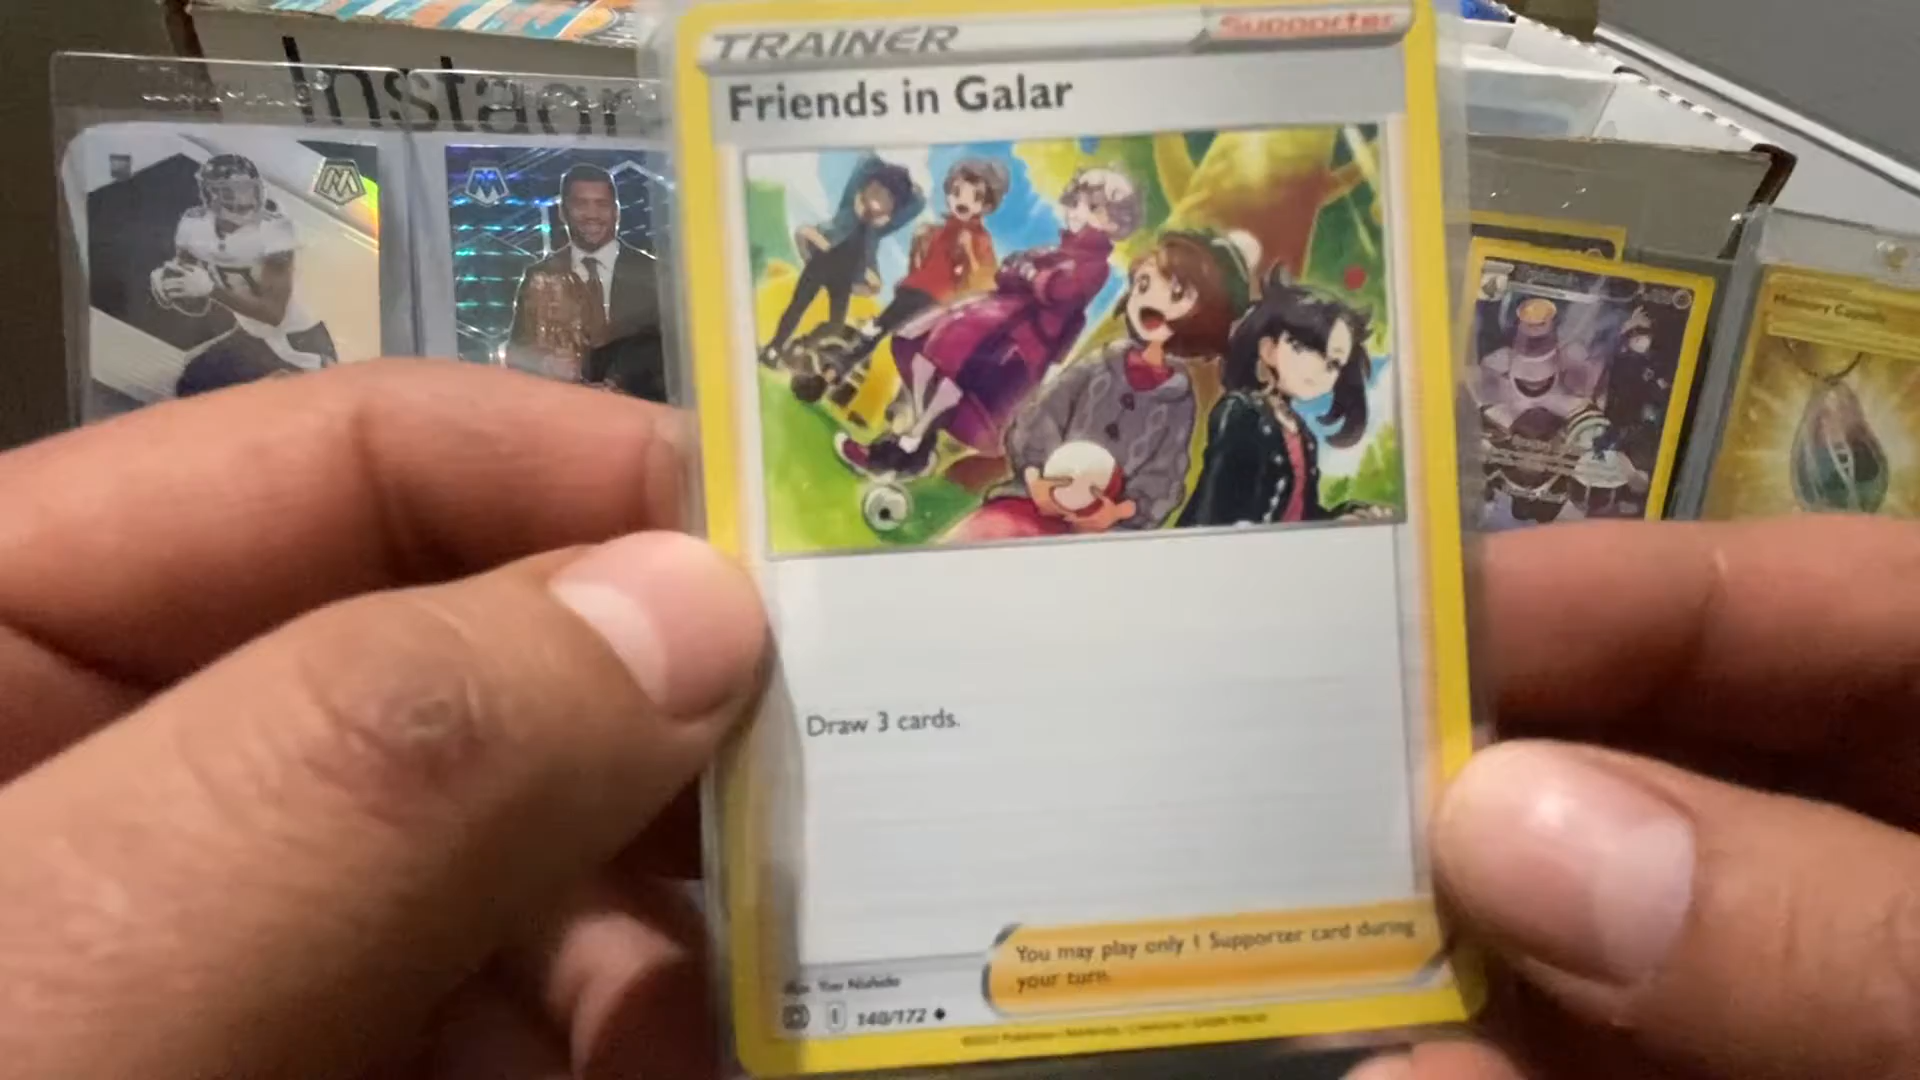 TRAINER
Supporter
Friends in Galar
Draw 3 cards.
You may play only 1 Supporter card during
your turn.
140/172
Instagr
Memory Capsule